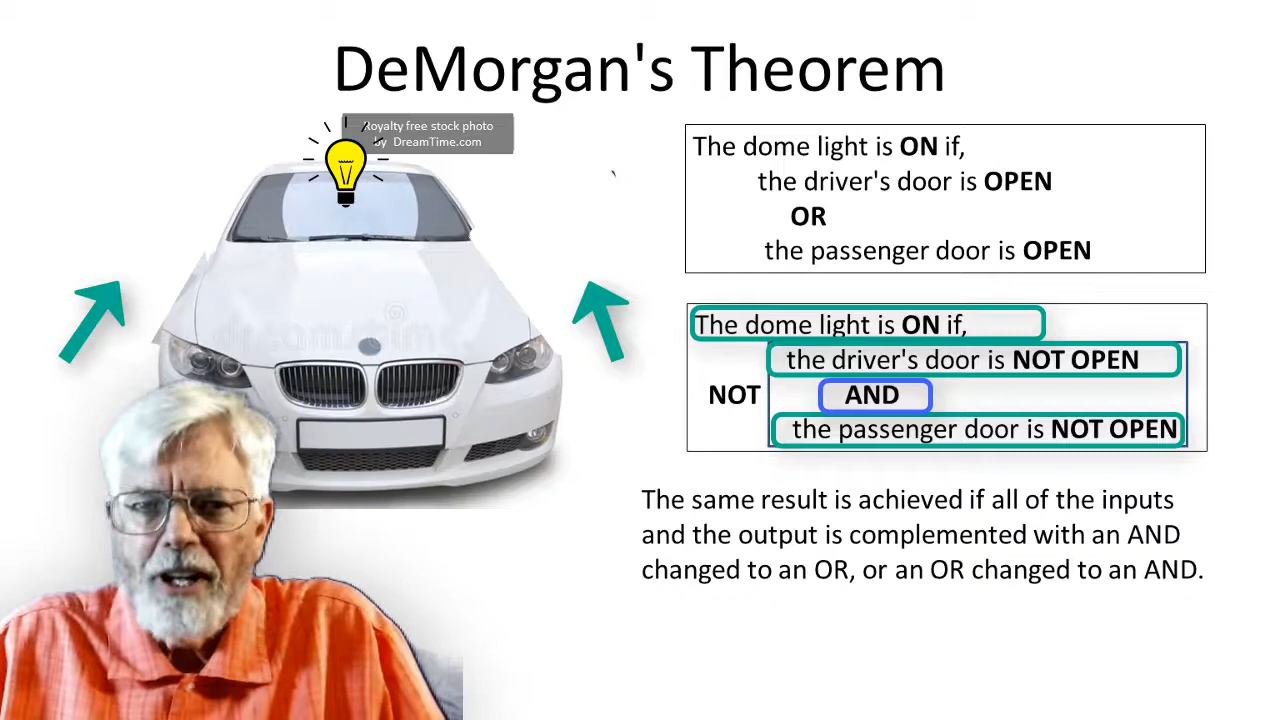 DeMorgan's Theorem
Royalty free stock photo
by DreamTime.com
The dome light is ON if,
the driver's door is OPEN
OR
the passenger door is OPEN
The dome light is ON if,
the driver's door is NOT OPEN
NOT AND
the passenger door is NOT OPEN
The same result is achieved if all of the inputs
and the output is complemented with an AND
changed to an OR, or an OR changed to an AND.
dreamstime.